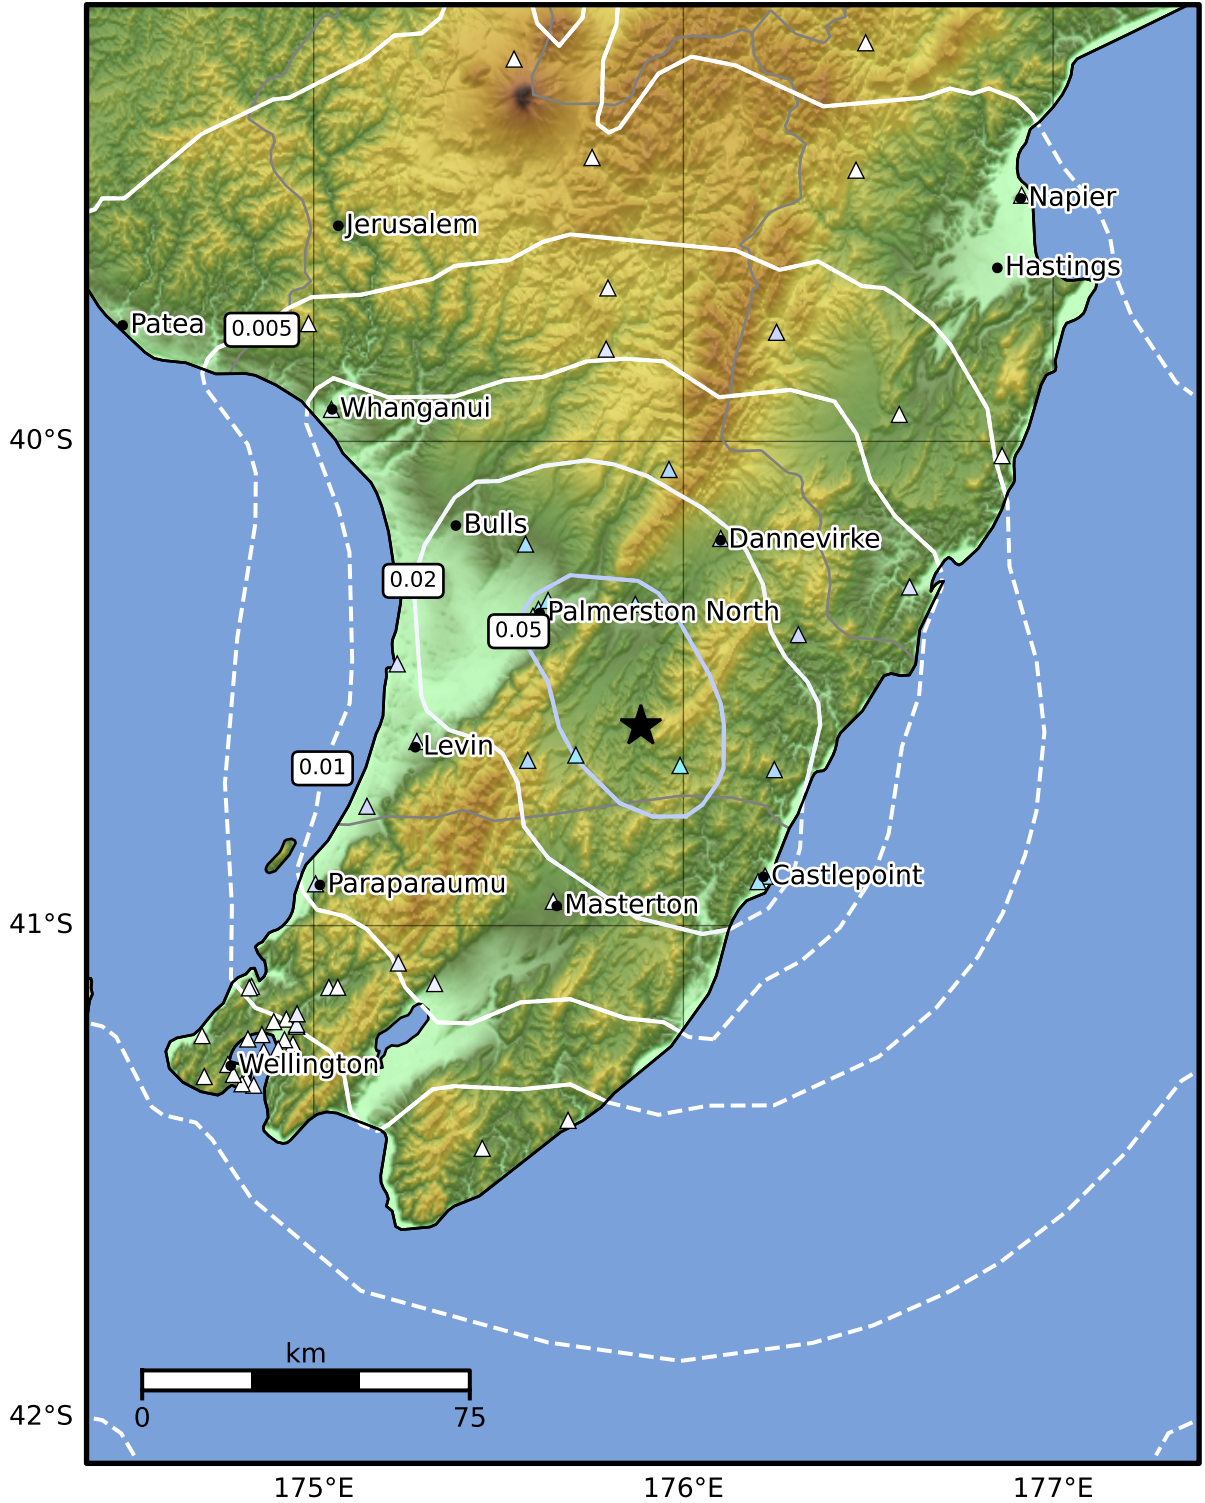 Napier
Jerusalem
Hastings
Patea
0.005
Whanganui
40°S
Bulls
Dannevirke
0.02
Palmerston North
0.05
Levin
0.01
Castlepoint
Paraparaumu
Masterton
41°S
Wellington
km
0 75
42°S
175°E 176°E 177°E